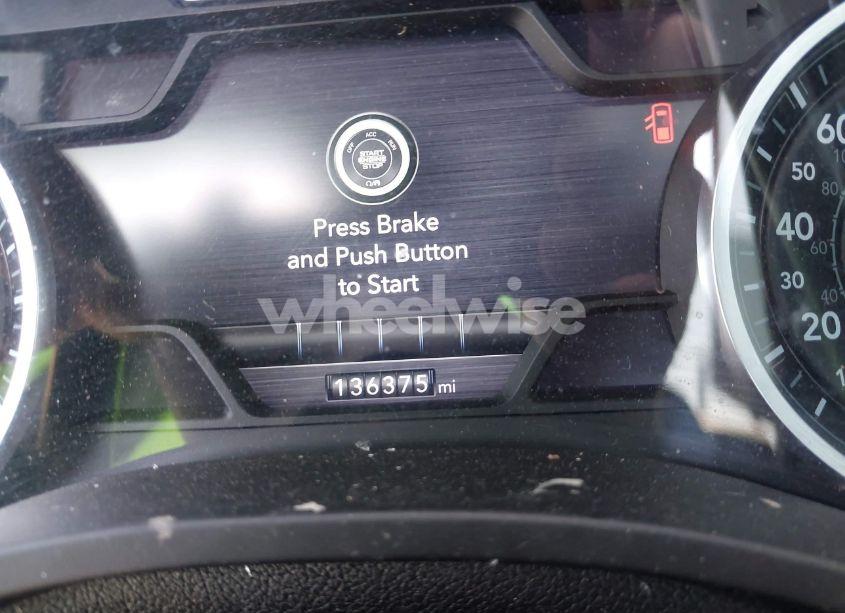 OFF
ACC
RUN
START
ENGINE
STOP
Press Brake
and Push Button
to Start
wheelwise
136375 mi
60
50
80
40
60
30
40
20